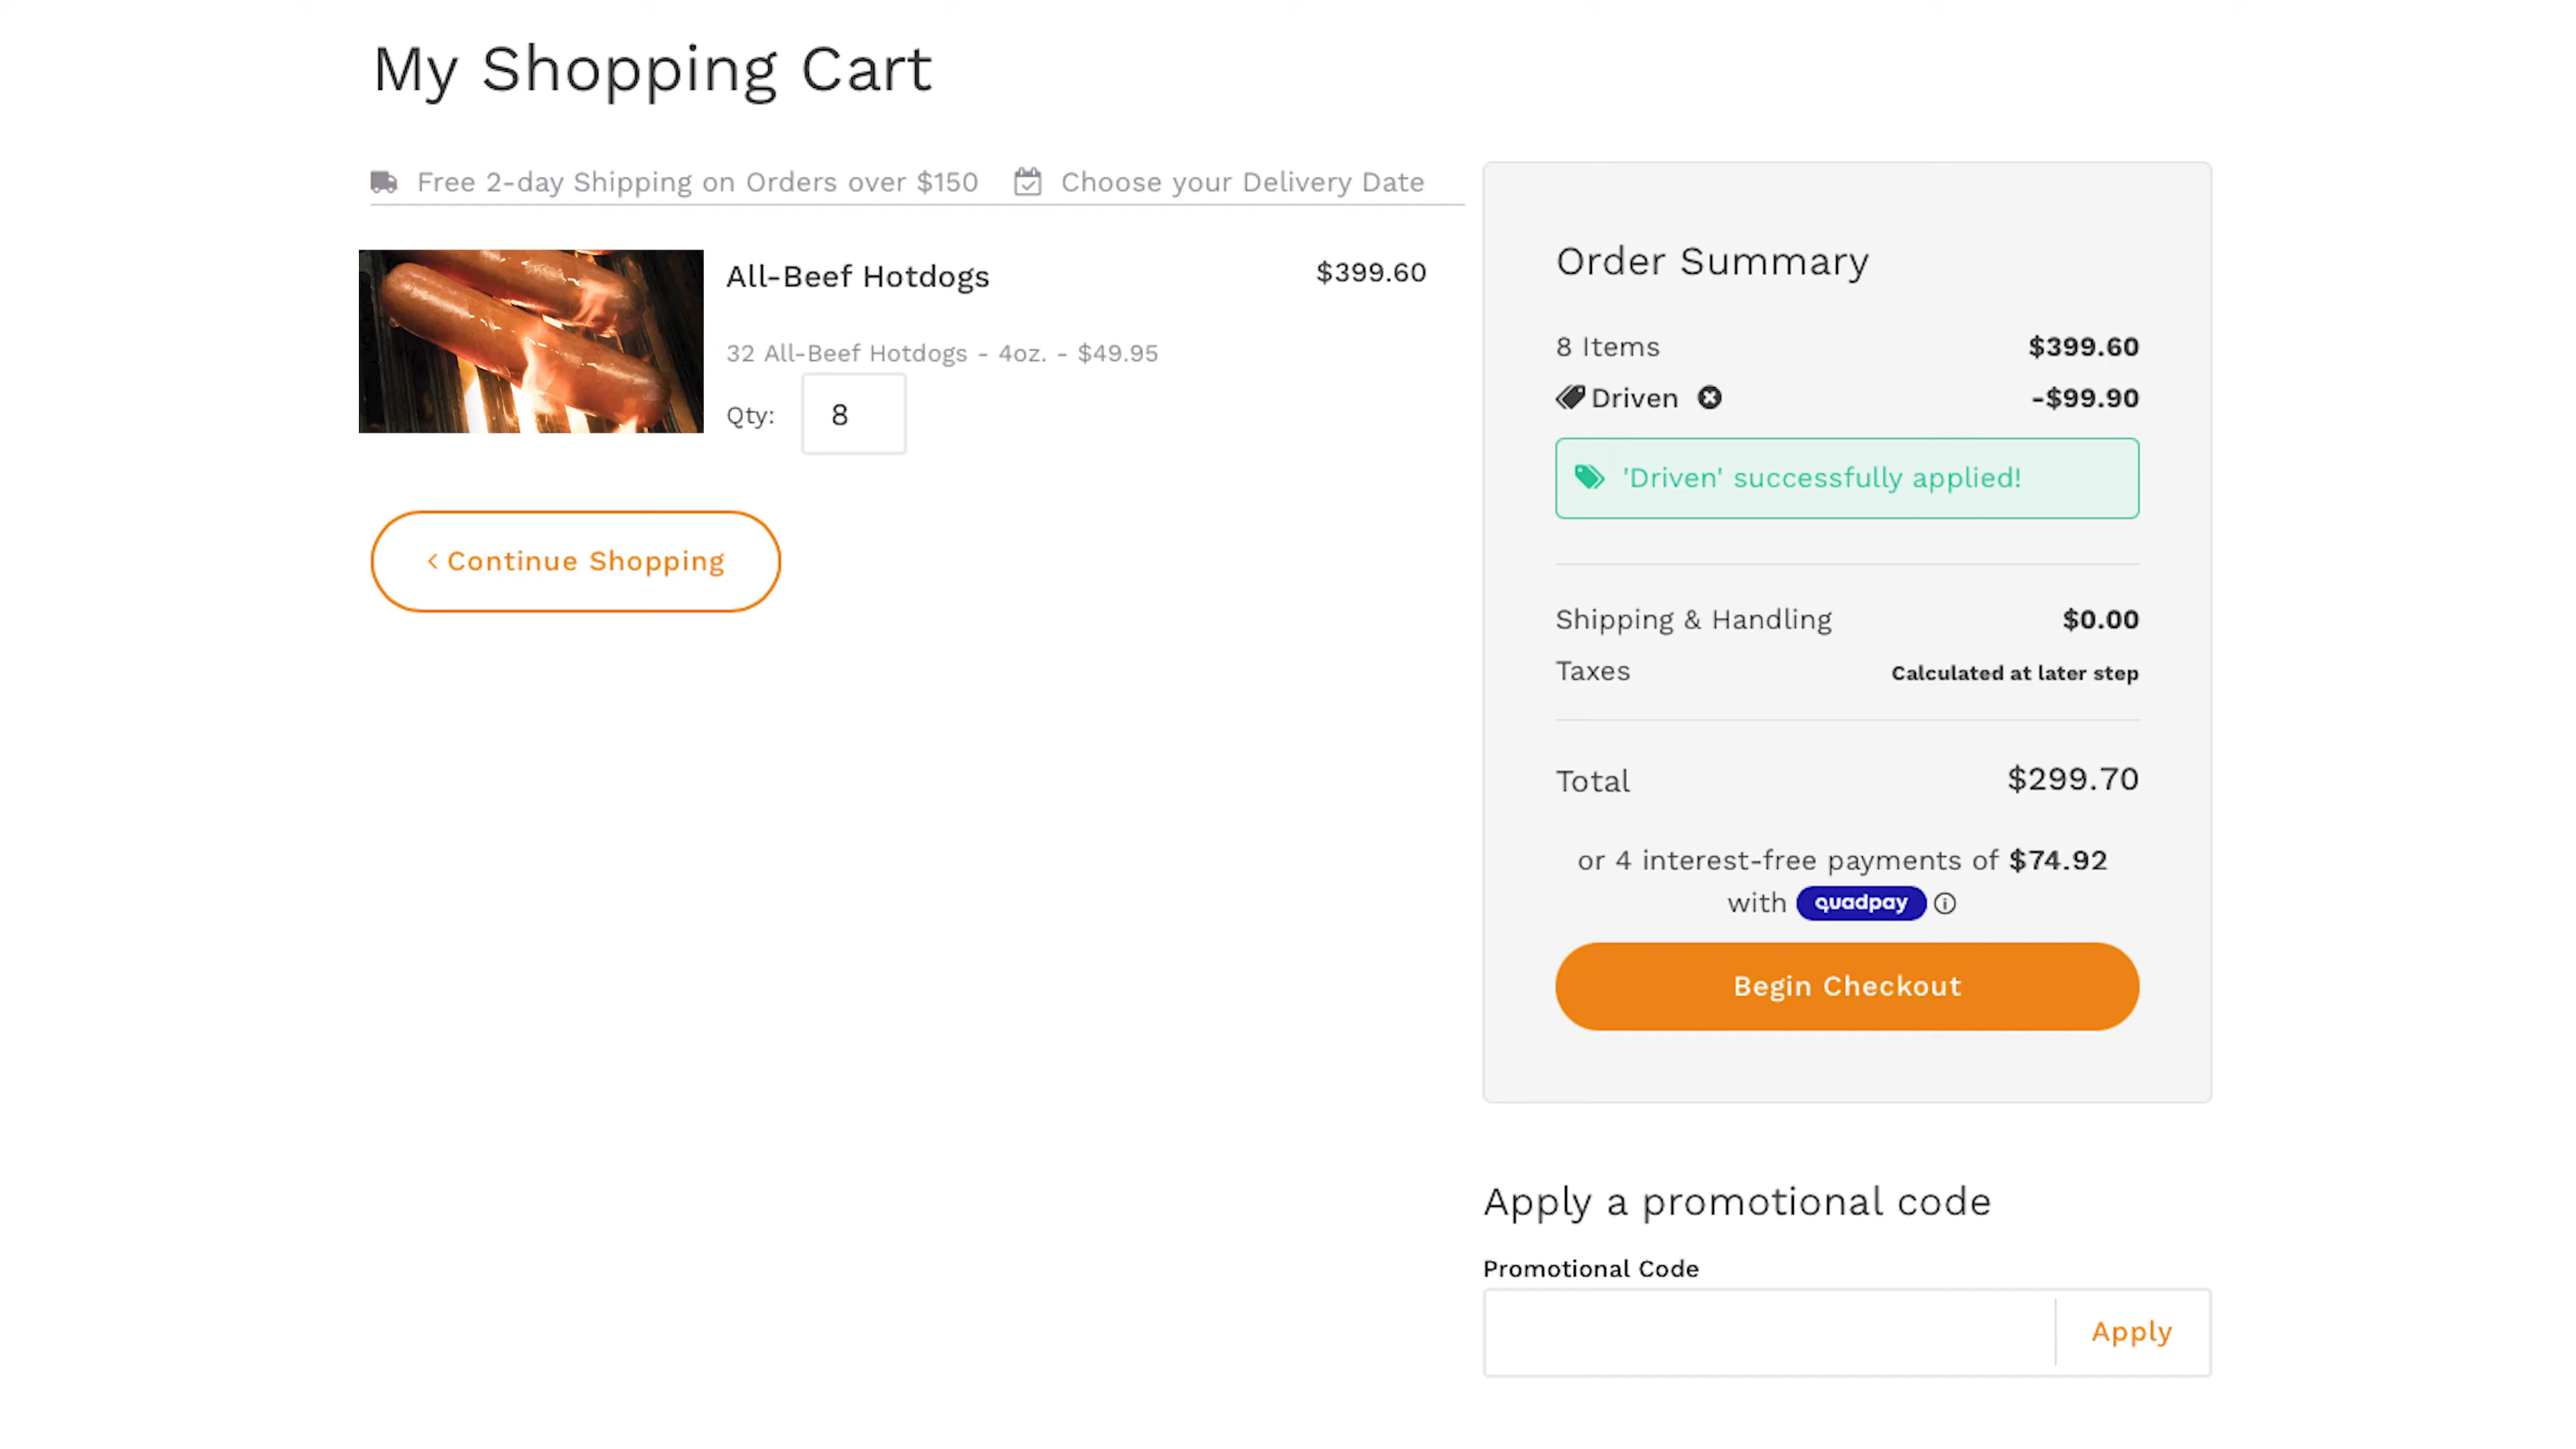 My Shopping Cart
Free 2-day Shipping on Orders over $150 Choose your Delivery Date
All-Beef Hotdogs $399.60
32 All-Beef Hotdogs - 4oz. - $49.95
Qty: 8
< Continue Shopping
Order Summary
8 Items $399.60
Driven -$99.90
'Driven' successfully applied!
Shipping & Handling $0.00
Taxes Calculated at later step
Total $299.70
or 4 interest-free payments of $74.92
with quadpay
Begin Checkout
Apply a promotional code
Promotional Code
Apply